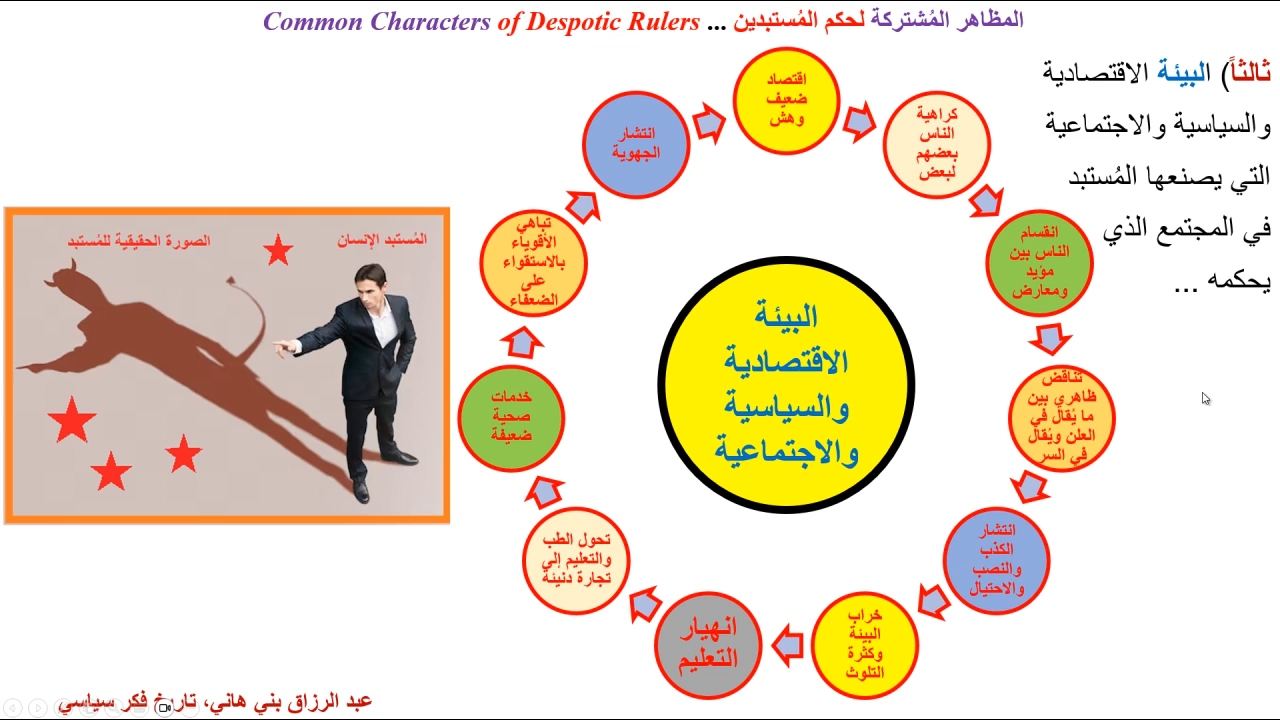 المظاهر المُشتركة لحكم المُستبدين ... Common Characters of Despotic Rulers
ثالثاً) البيئة الاقتصادية
والسياسية والاجتماعية
التي يصنعها المُستبد
في المجتمع الذي
يحكمه ...
اقتصاد
ضعيف
وهش
كراهية
الناس
بعضهم
لبعض
انقسام
الناس بين
مؤيد
ومعارض
تناقض
ظاهري بين
ما يُقال في
العلن ويُقال
في السر
انتشار
الكذب
والنصب
والاحتيال
خراب
البيئة
وكثرة
التلوث
انهيار
التعليم
تحول الطب
والتعليم إلى
تجارة دنيئة
خدمات
صحية
ضعيفة
تباهي
الأقوياء
بالاستقواء
على
الضعفاء
انتشار
الجهوية
البيئة
الاقتصادية
والسياسية
والاجتماعية
المُستبد الإنسان
الصورة الحقيقية للمُستبد
عبد الرزاق بني هاني، تاريخ فكر سياسي